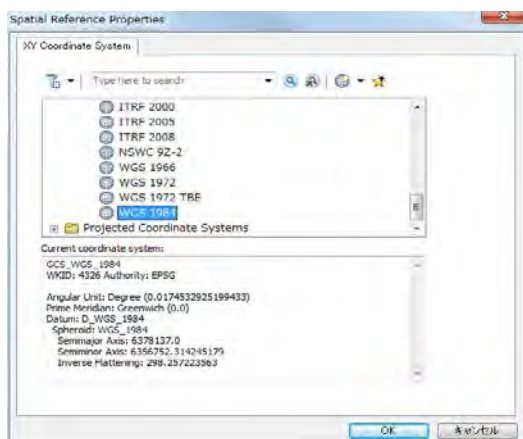 Spatial Reference Properties
XY Coordinate System
Type here to search
ITRF 2000
ITRF 2005
ITRF 2008
NSWC 9Z-2
WGS 1966
WGS 1972
WGS 1972 TBE
WGS 1984
Projected Coordinate Systems
Current coordinate system:
GCS_WGS_1984
WKID: 4326 Authority: EPSG
Angular Unit: Degree (0.0174532925199433)
Prime Meridian: Greenwich (0.0)
Datum: D_WGS_1984
Spheroid: WGS_1984
Semimajor Axis: 6378137.0
Semiminor Axis: 6356752.314245179
Inverse Flattening: 298.257223563
OK
キャンセル